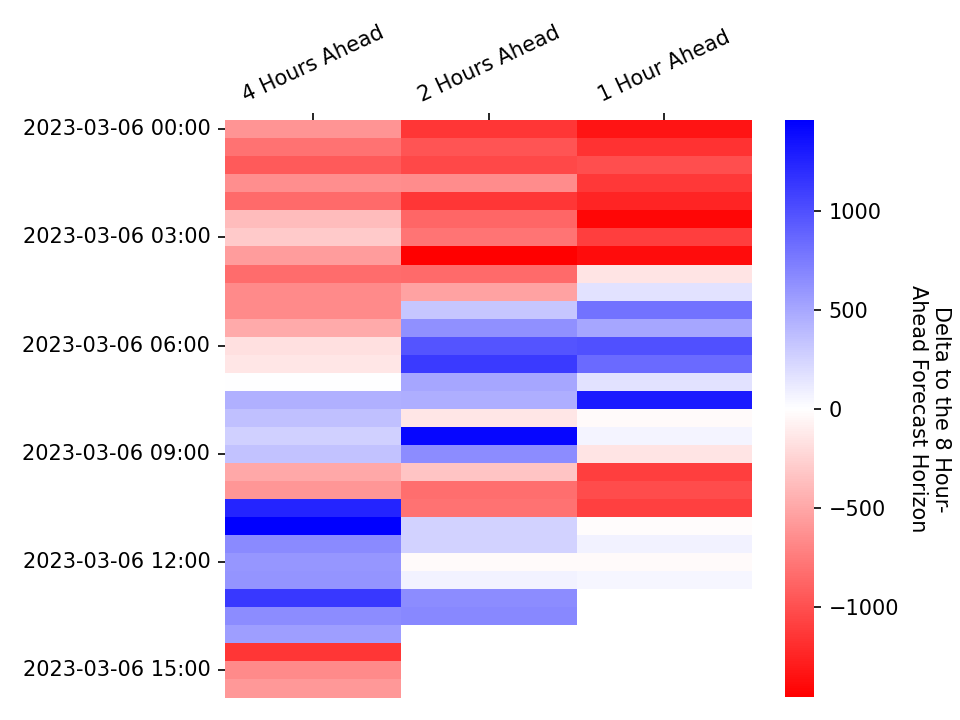 4 Hours Ahead
2 Hours Ahead
1 Hour Ahead
2023-03-06 00:00
2023-03-06 03:00
2023-03-06 06:00
2023-03-06 09:00
2023-03-06 12:00
2023-03-06 15:00
1000
500
0
−500
−1000
Delta to the 8 Hour-
Ahead Forecast Horizon